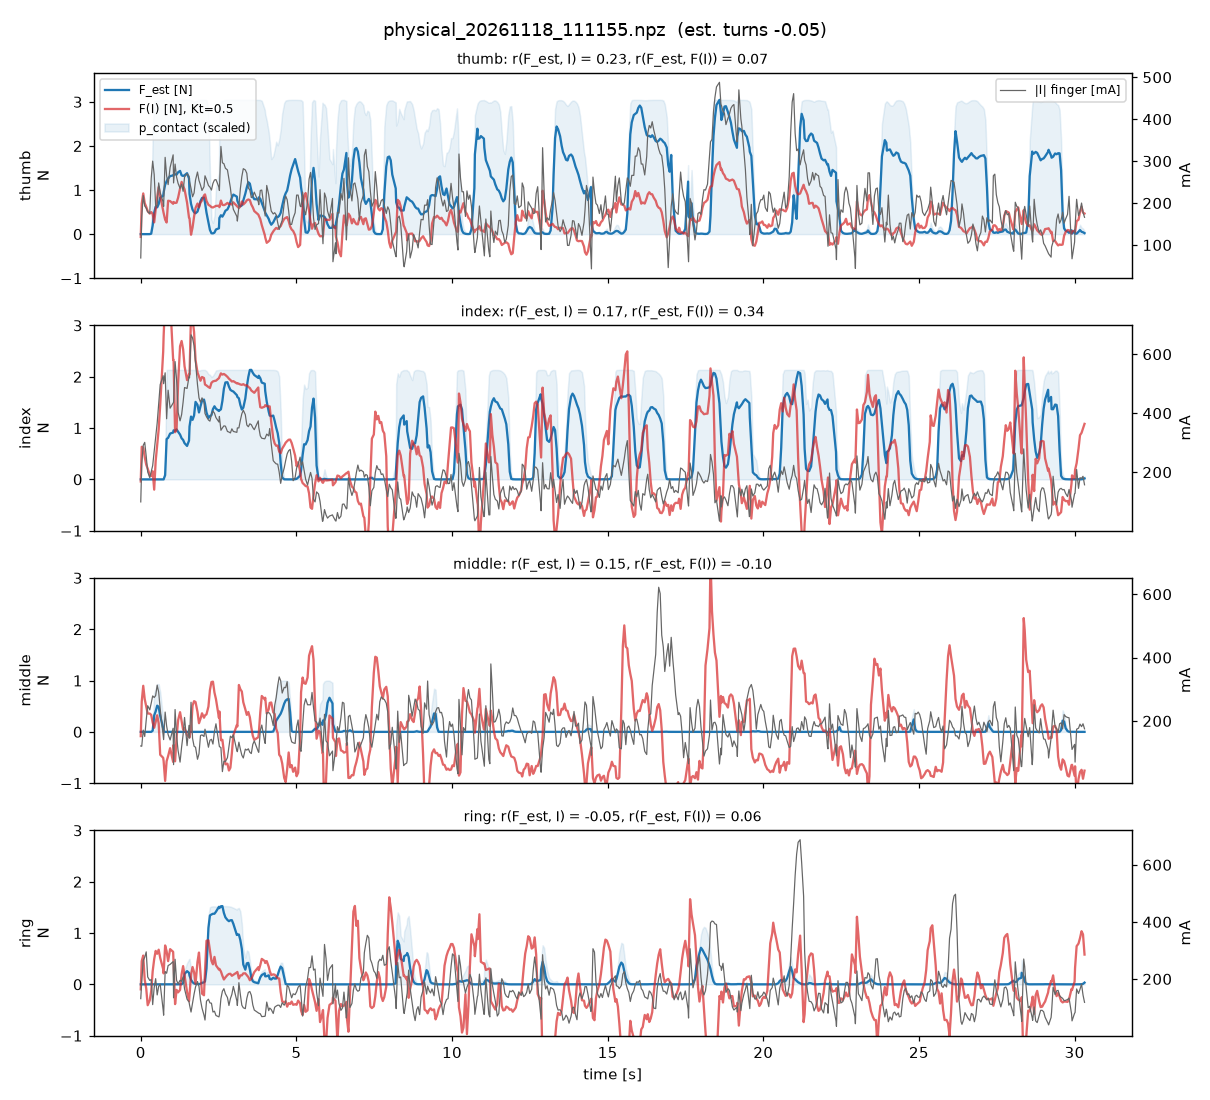 physical_20261118_111155.npz  (est. turns -0.05)
thumb: r(F_est, I) = 0.23, r(F_est, F(I)) = 0.07
F_est [N]
F(I) [N], Kt=0.5
p_contact (scaled)
|I| finger [mA]
thumb
N
3
2
1
0
−1
500
400
300
200
100
mA
index: r(F_est, I) = 0.17, r(F_est, F(I)) = 0.34
index
N
3
2
1
0
−1
600
400
200
mA
middle: r(F_est, I) = 0.15, r(F_est, F(I)) = -0.10
middle
N
3
2
1
0
−1
600
400
200
mA
ring: r(F_est, I) = -0.05, r(F_est, F(I)) = 0.06
ring
N
3
2
1
0
−1
600
400
200
mA
0 5 10 15 20 25 30
time [s]